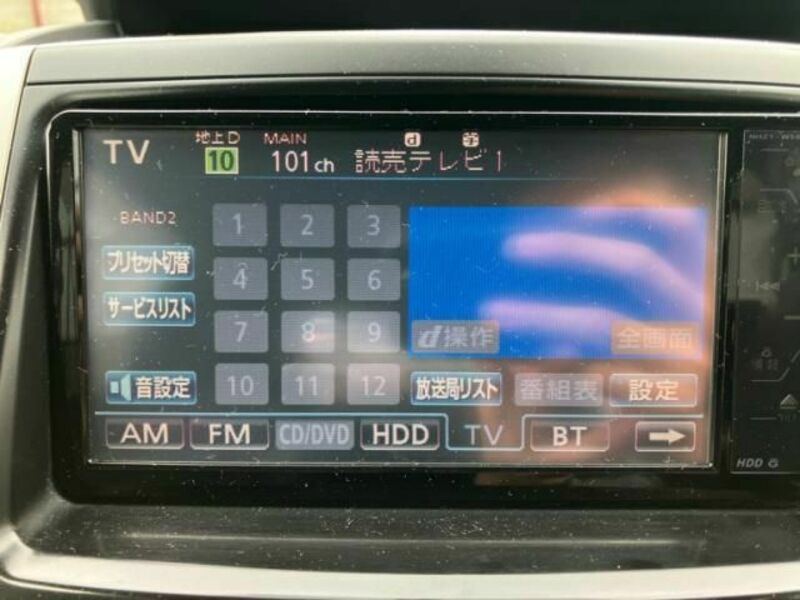 TV 地上D 10 MAIN 101ch d 字 読売テレビ1
BAND2
プリセット切替
サービスリスト
音設定
1 2 3
4 5 6
7 8 9
10 11 12
d操作 全画面
放送局リスト 番組表 設定
AM FM CD/DVD HDD TV BT
HDD